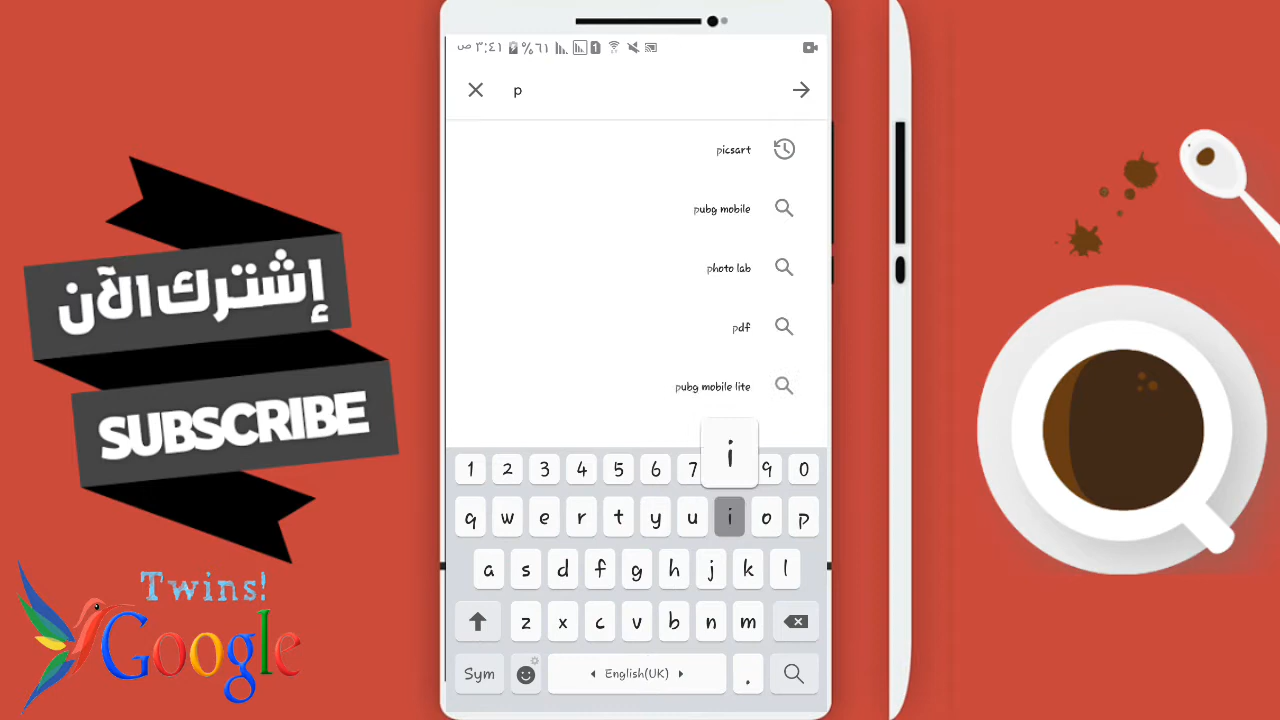 ٣:٤١ ص
%٦١
1
p
picsart
pubg mobile
photo lab
pdf
pubg mobile lite
i
1 2 3 4 5 6 7 9 0
q w e r t y u i o p
a s d f g h j k l
z x c v b n m
Sym English(UK) .
إشترك الآن
SUBSCRIBE
Twins!
Google